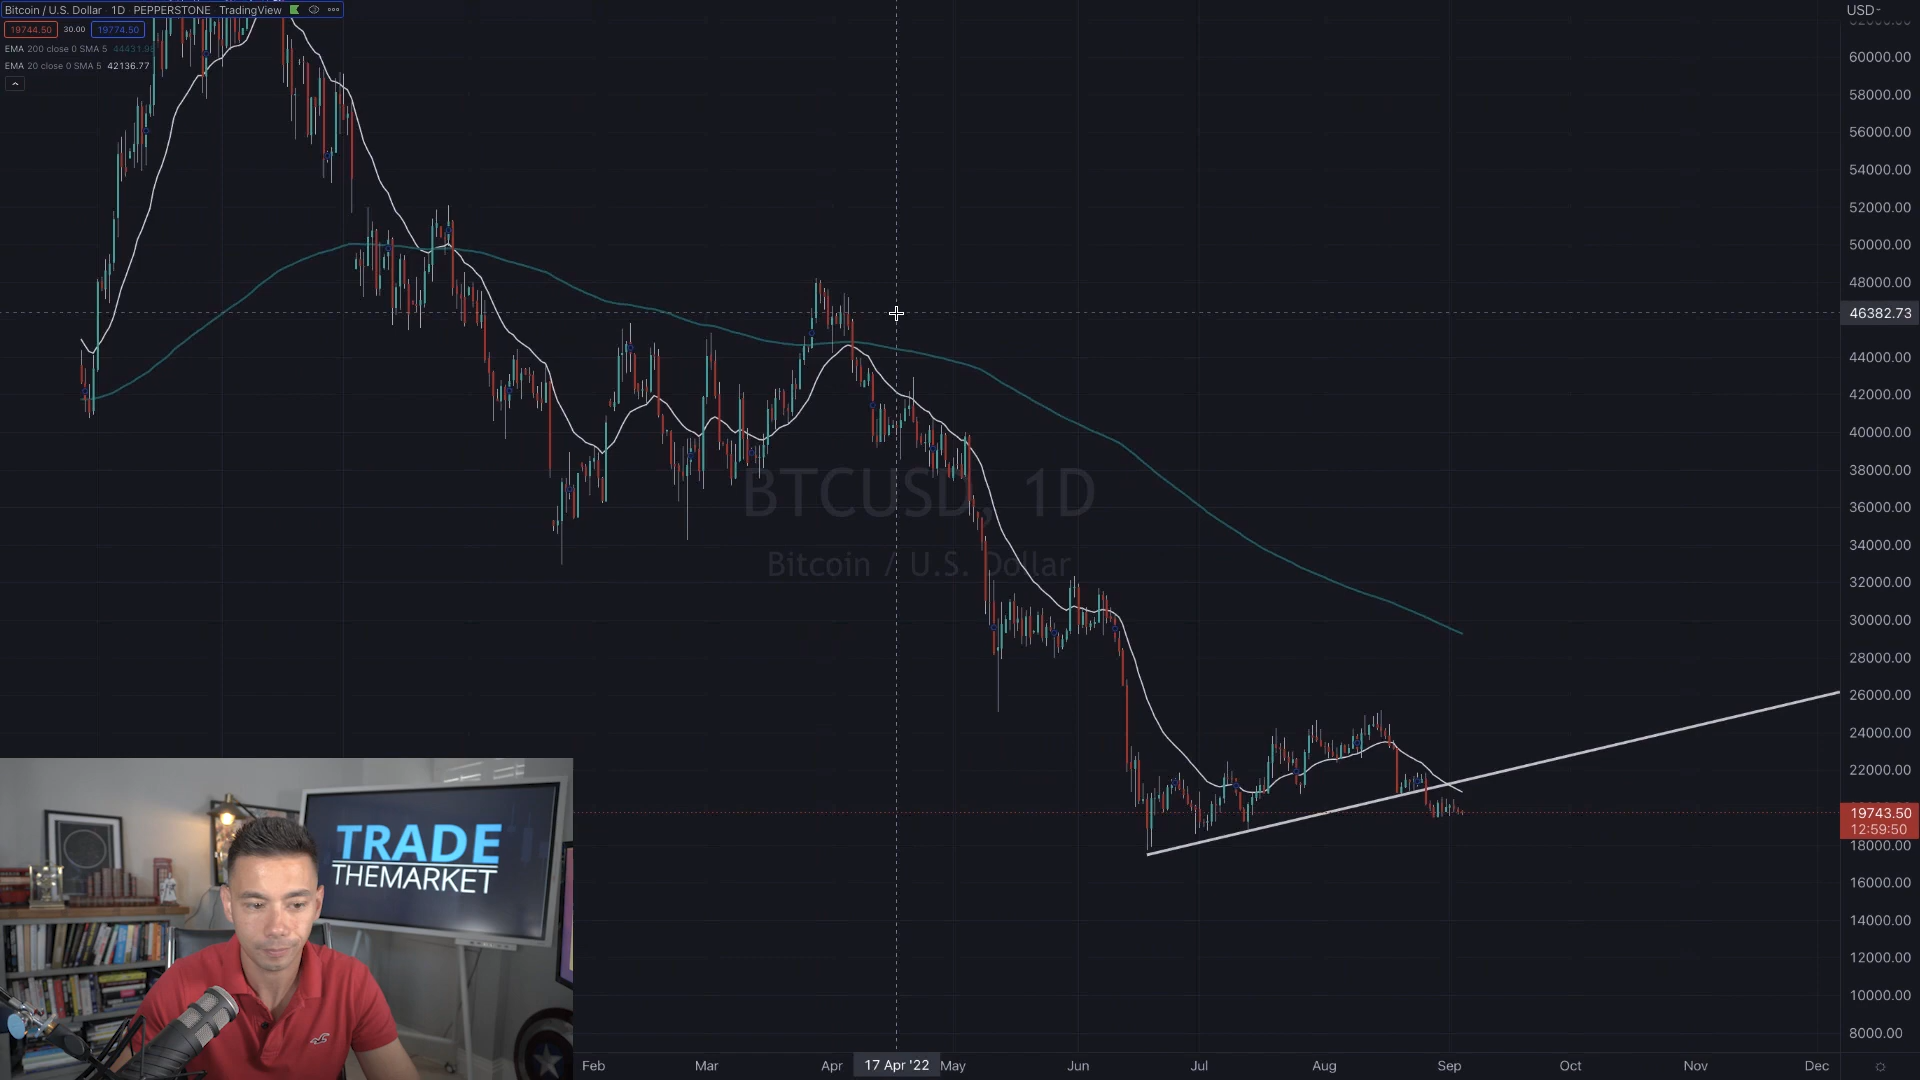 Bitcoin / U.S. Dollar 1D PEPPERSTONE TradingView
19744.50 30.00 19774.50
EMA 200 close 0 SMA 5 44431.98
EMA 20 close 0 SMA 5 42136.77
USD
60000.00
58000.00
56000.00
54000.00
52000.00
50000.00
48000.00
46382.73
44000.00
42000.00
40000.00
38000.00
36000.00
34000.00
32000.00
30000.00
28000.00
26000.00
24000.00
22000.00
19743.50
12:59:50
18000.00
16000.00
14000.00
12000.00
10000.00
8000.00
BTCUSD, 1D
Bitcoin / U.S. Dollar
TRADE
THEMARKET
Feb Mar Apr 17 Apr '22 May Jun Jul Aug Sep Oct Nov Dec